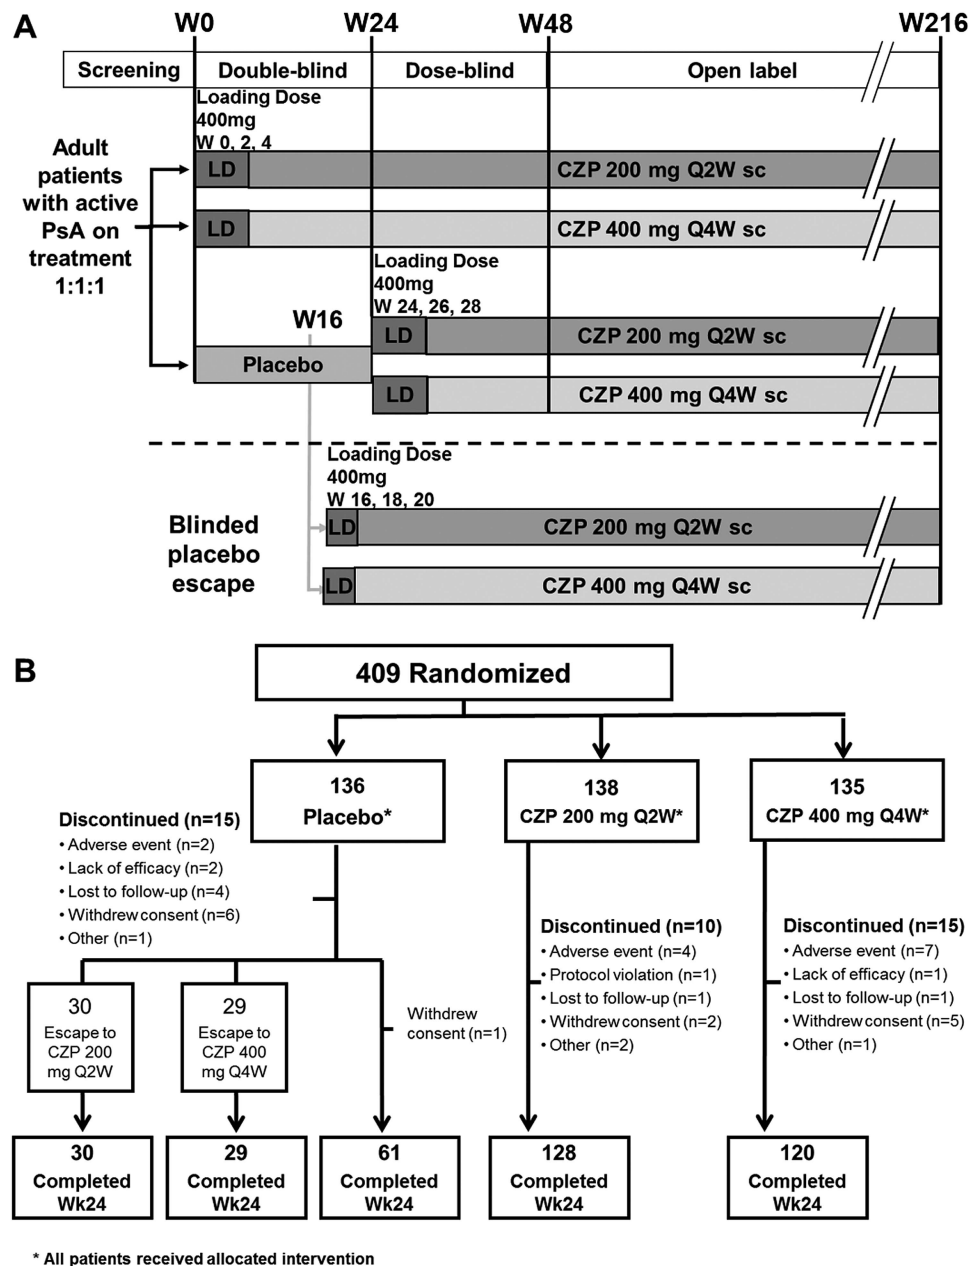 A
W0
W24
W48
W216
Screening
Double-blind
Dose-blind
Open label
Loading Dose
400mg
W 0, 2, 4
Adult
patients
with active
PsA on
treatment
1:1:1
LD
CZP 200 mg Q2W sc
LD
CZP 400 mg Q4W sc
Loading Dose
400mg
W 24, 26, 28
W16
LD
CZP 200 mg Q2W sc
Placebo
LD
CZP 400 mg Q4W sc
Loading Dose
400mg
W 16, 18, 20
Blinded
placebo
escape
LD
CZP 200 mg Q2W sc
LD
CZP 400 mg Q4W sc
B
409 Randomized
136
Placebo*
138
CZP 200 mg Q2W*
135
CZP 400 mg Q4W*
Discontinued (n=15)
• Adverse event (n=2)
• Lack of efficacy (n=2)
• Lost to follow-up (n=4)
• Withdrew consent (n=6)
• Other (n=1)
Discontinued (n=10)
• Adverse event (n=4)
• Protocol violation (n=1)
• Lost to follow-up (n=1)
• Withdrew consent (n=2)
• Other (n=2)
Discontinued (n=15)
• Adverse event (n=7)
• Lack of efficacy (n=1)
• Lost to follow-up (n=1)
• Withdrew consent (n=5)
• Other (n=1)
30
Escape to
CZP 200
mg Q2W
29
Escape to
CZP 400
mg Q4W
Withdrew
consent (n=1)
30
Completed
Wk24
29
Completed
Wk24
61
Completed
Wk24
128
Completed
Wk24
120
Completed
Wk24
* All patients received allocated intervention